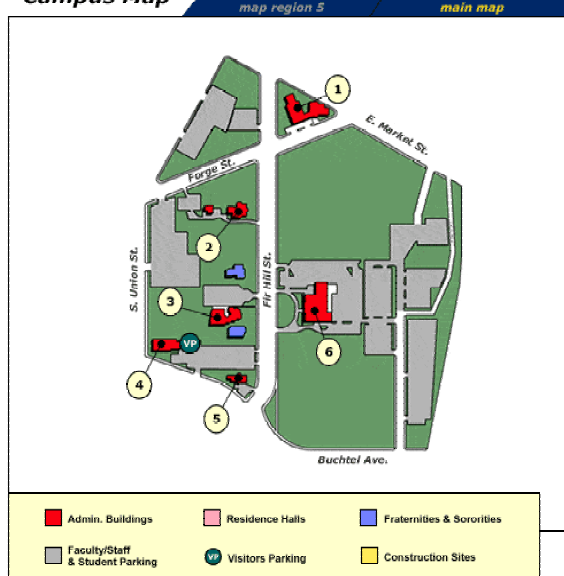 Campus Map
map region 5
main map
1
E. Market St.
Forge St.
2
S. Union St.
Fir Hill St.
3
VP
6
4
5
Buchtel Ave.
Admin. Buildings
Residence Halls
Fraternities & Sororities
Faculty/Staff
& Student Parking
VP
Visitors Parking
Construction Sites